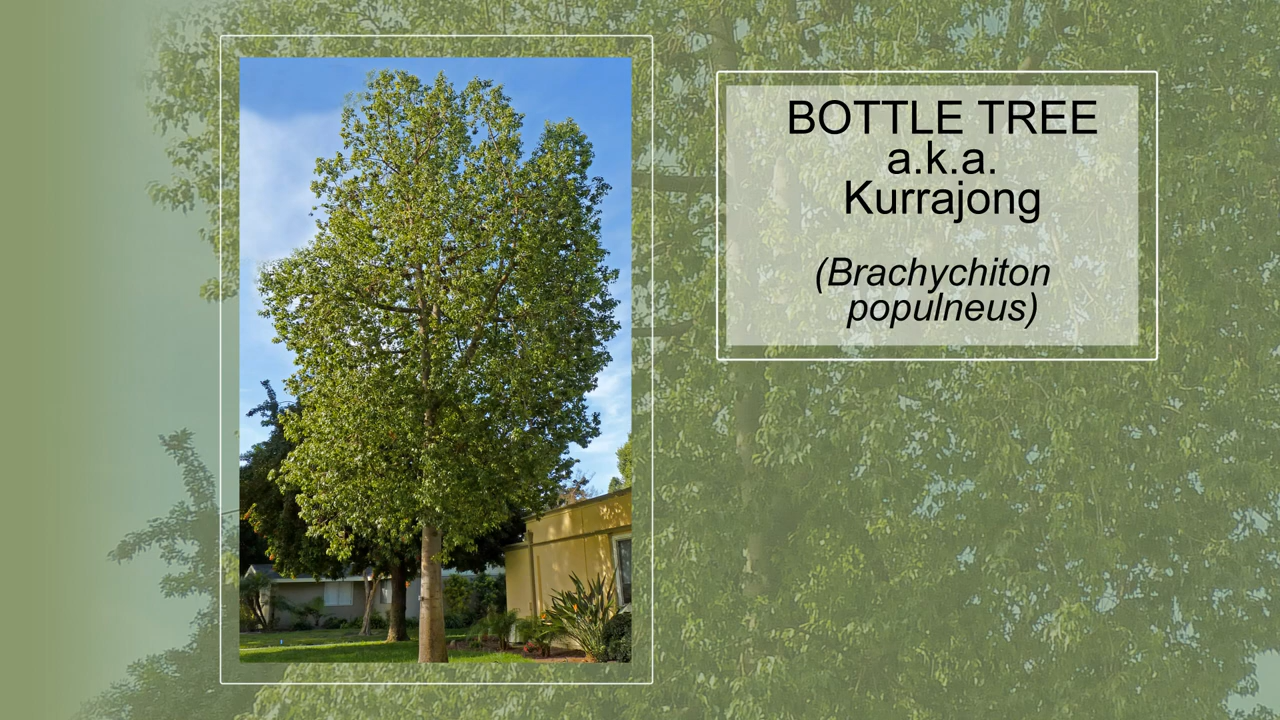 BOTTLE TREE
a.k.a.
Kurrajong
(Brachychiton
populneus)